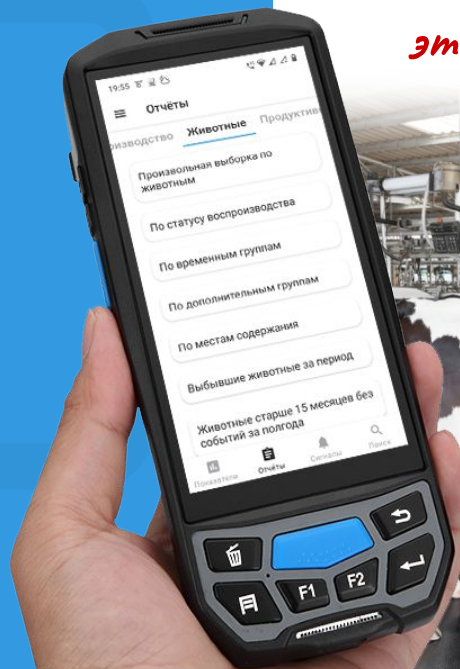 эт
19:55
Отчёты
оизводство Животные Продуктив
Произвольная выборка по
животным
По статусу воспроизводства
По временным группам
По дополнительным группам
По местам содержания
Выбывшие животные за период
Животные старше 15 месяцев без
событий за полгода
Показатели Отчёты Сигналы Поиск
F1 F2